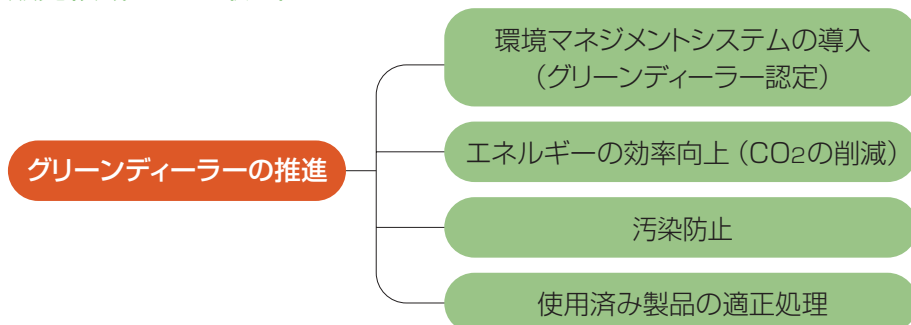 グリーンディーラーの推進
環境マネジメントシステムの導入
（グリーンディーラー認定）
エネルギーの効率向上（CO2の削減）
汚染防止
使用済み製品の適正処理